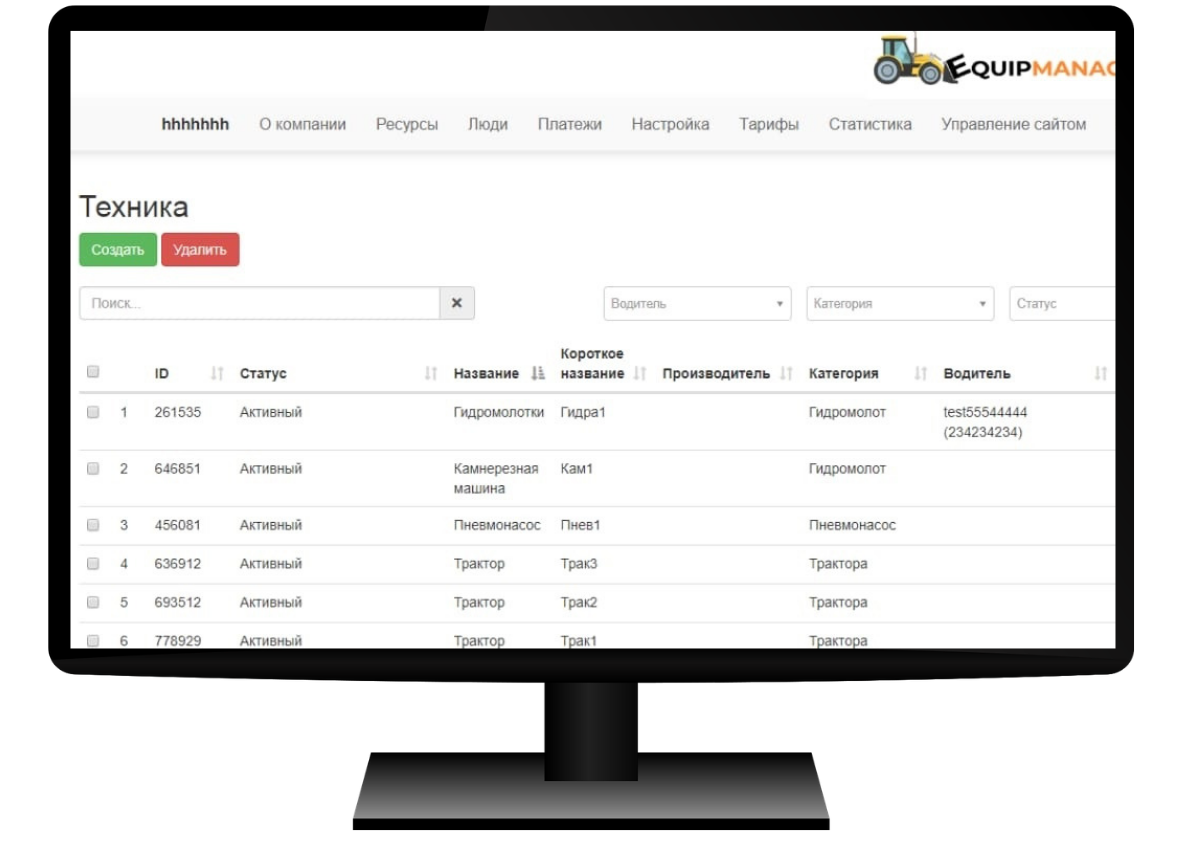 EQUIPMANAG
hhhhhhh О компании Ресурсы Люди Платежи Настройка Тарифы Статистика Управление сайтом
Техника
Создать Удалить
Поиск... Водитель Категория Статус
ID Статус Название Короткое название Производитель Категория Водитель
1 261535 Активный Гидромолотки Гидра1 Гидромолот test55544444
(234234234)
2 646851 Активный Камнерезная Кам1 Гидромолот
машина
3 456081 Активный Пневмонасос Пнев1 Пневмонасос
4 636912 Активный Трактор Трак3 Трактора
5 693512 Активный Трактор Трак2 Трактора
6 778929 Активный Трактор Трак1 Трактора